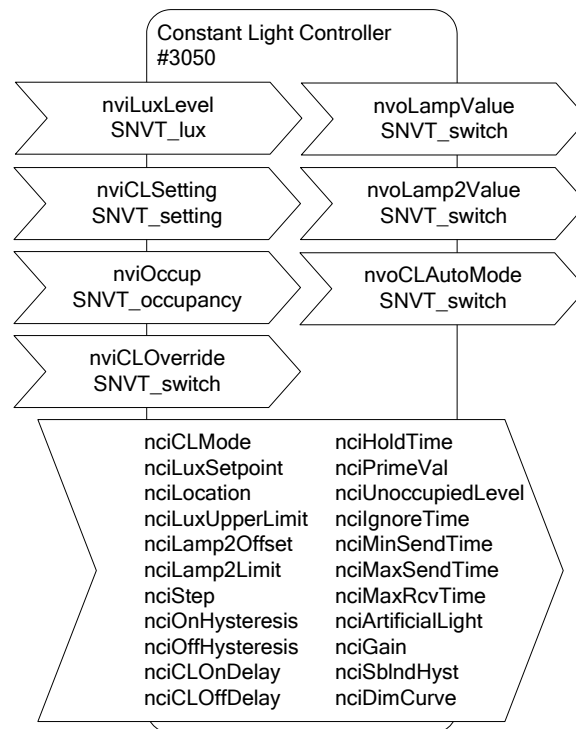 Constant Light Controller
#3050
nviLuxLevel
SNVT_lux
nvoLampValue
SNVT_switch
nviCLSetting
SNVT_setting
nvoLamp2Value
SNVT_switch
nviOccup
SNVT_occupancy
nvoCLAutoMode
SNVT_switch
nviCLOverride
SNVT_switch
nciCLMode
nciLuxSetpoint
nciLocation
nciLuxUpperLimit
nciLamp2Offset
nciLamp2Limit
nciStep
nciOnHysteresis
nciOffHysteresis
nciCLOnDelay
nciCLOffDelay
nciHoldTime
nciPrimeVal
nciUnoccupiedLevel
nciIgnoreTime
nciMinSendTime
nciMaxSendTime
nciMaxRcvTime
nciArtificialLight
nciGain
nciSblndHyst
nciDimCurve